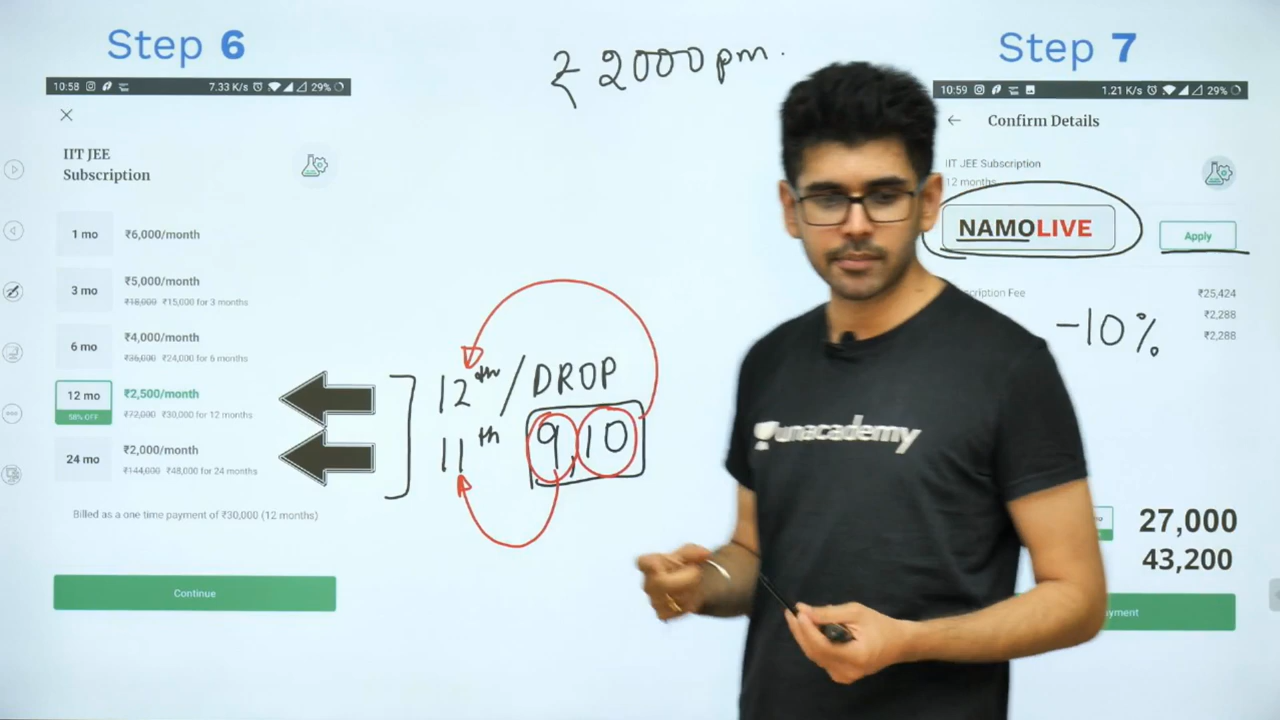 Step 6
10:58
7.33 K/s
29%
IIT JEE
Subscription
1 mo ₹6,000/month
3 mo ₹5,000/month
₹18,000 ₹15,000 for 3 months
6 mo ₹4,000/month
₹36,000 ₹24,000 for 6 months
12 mo ₹2,500/month
58% OFF ₹72,000 ₹30,000 for 12 months
24 mo ₹2,000/month
₹144,000 ₹48,000 for 24 months
Billed as a one time payment of ₹30,000 (12 months)
Continue
₹ 2000 pm.
12th / DROP
11th 9, 10
unacademy
Step 7
10:59
1.21 K/s
29%
Confirm Details
IIT JEE Subscription
12 months
NAMOLIVE Apply
Fee ₹25,424
₹2,288
₹2,288
-10%
27,000
43,200